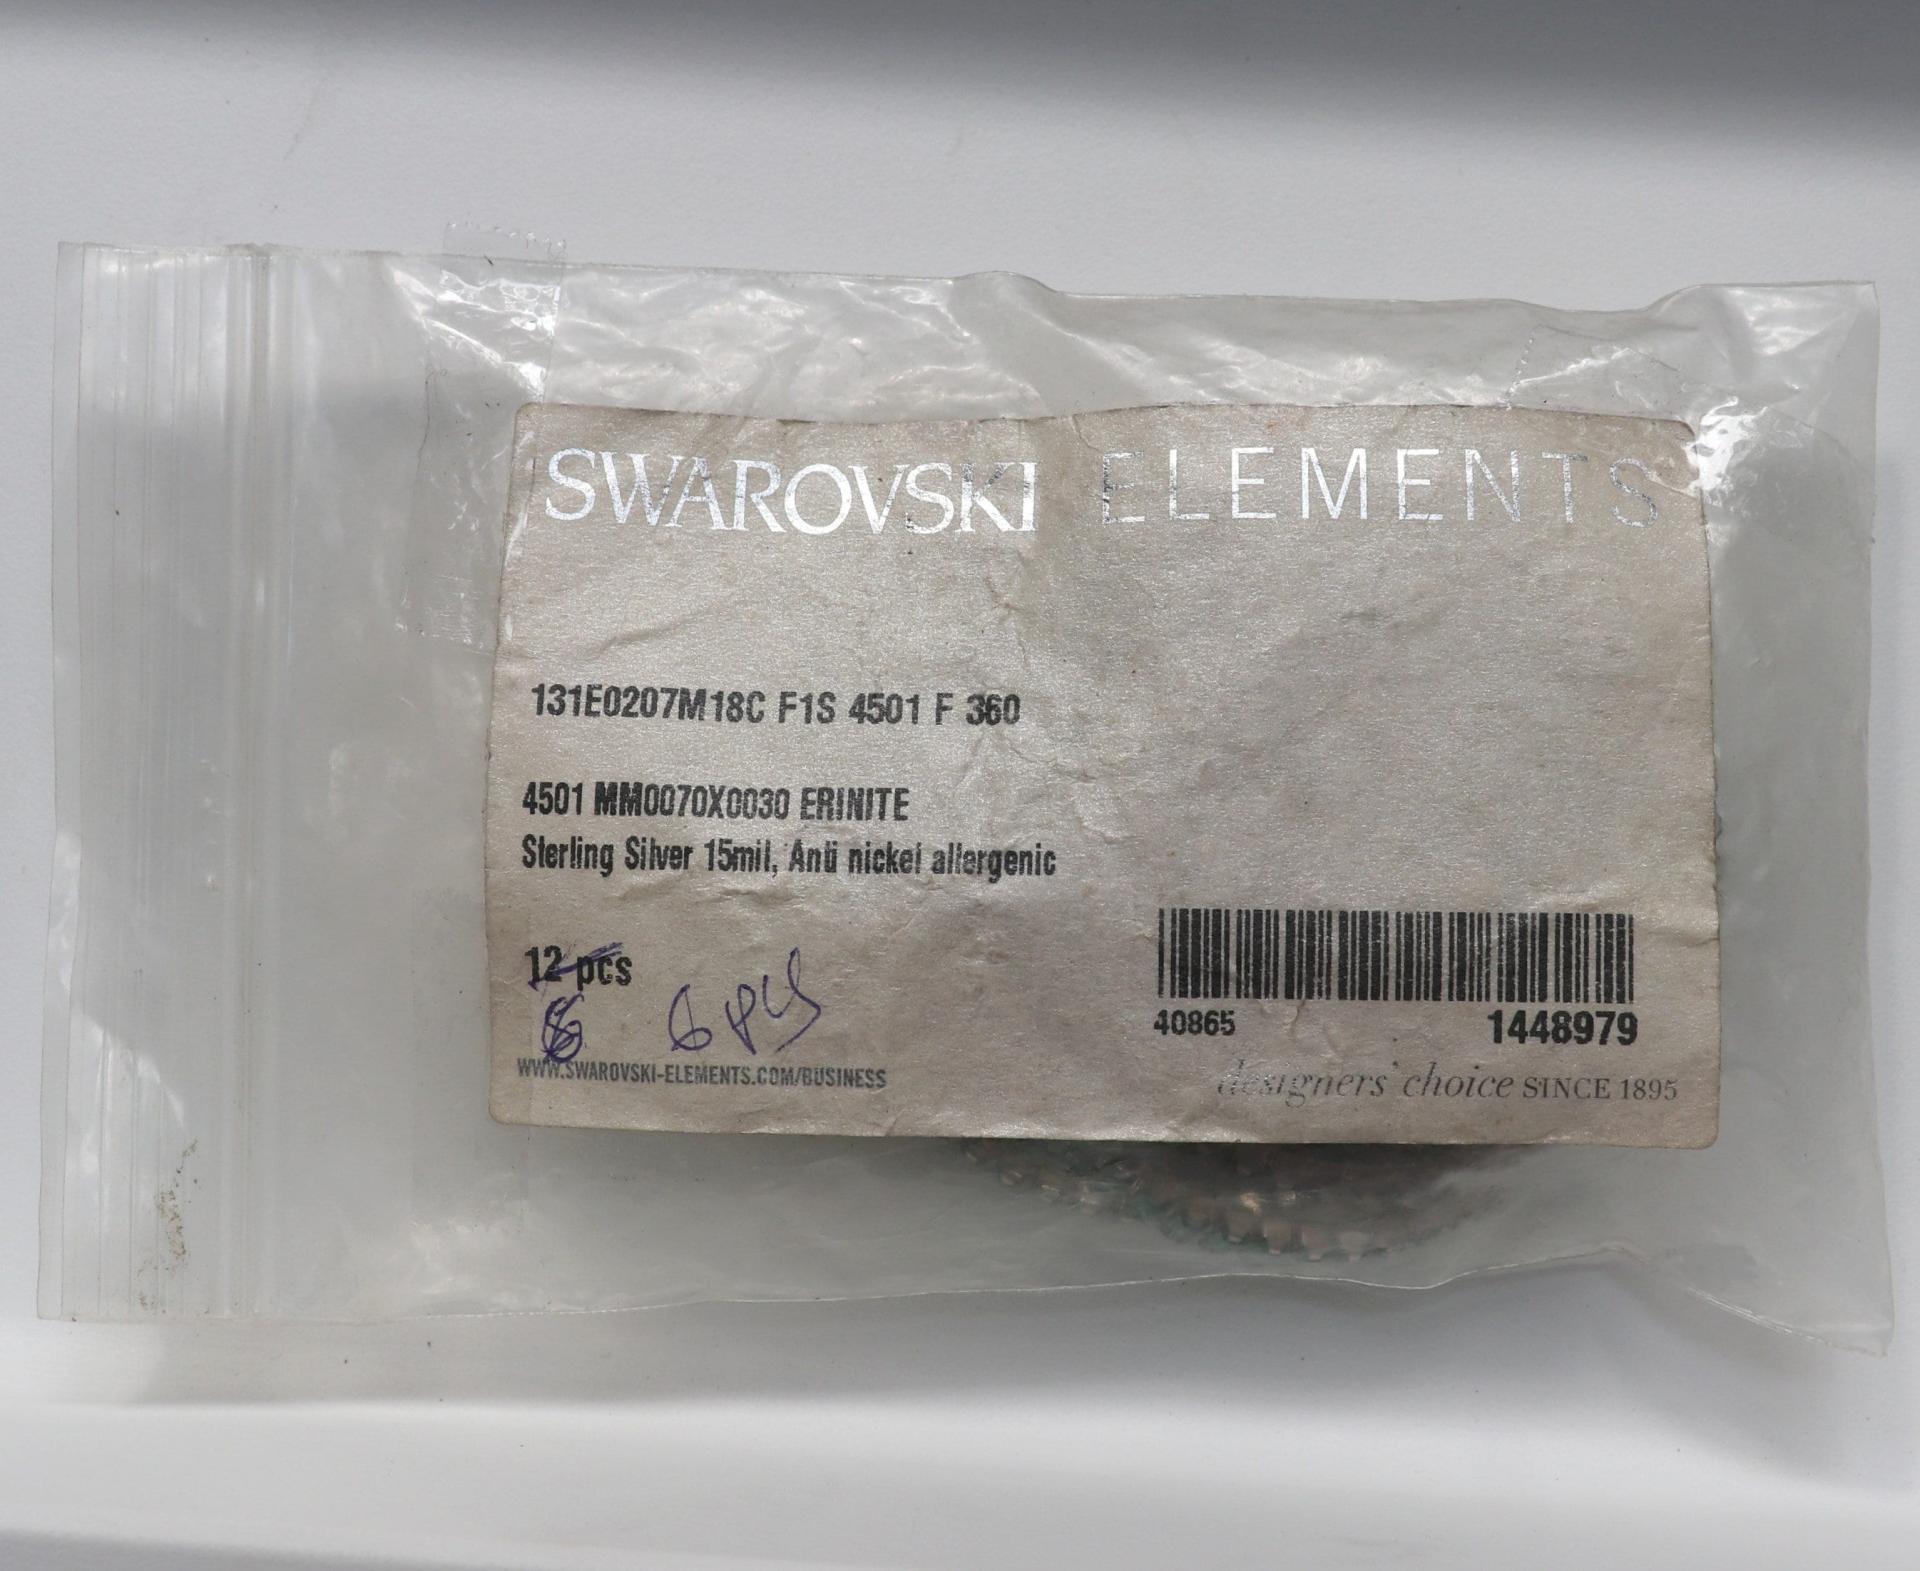 SWAROVSKI ELEMENTS
131E0207M18C F1S 4501 F 360
4501 MM0070X0030 ERINITE
Sterling Silver 15mil, Anti nickel allergenic
12 pcs
6 6 pcs
40865 1448979
WWW.SWAROVSKI-ELEMENTS.COM/BUSINESS
designers' choice SINCE 1895